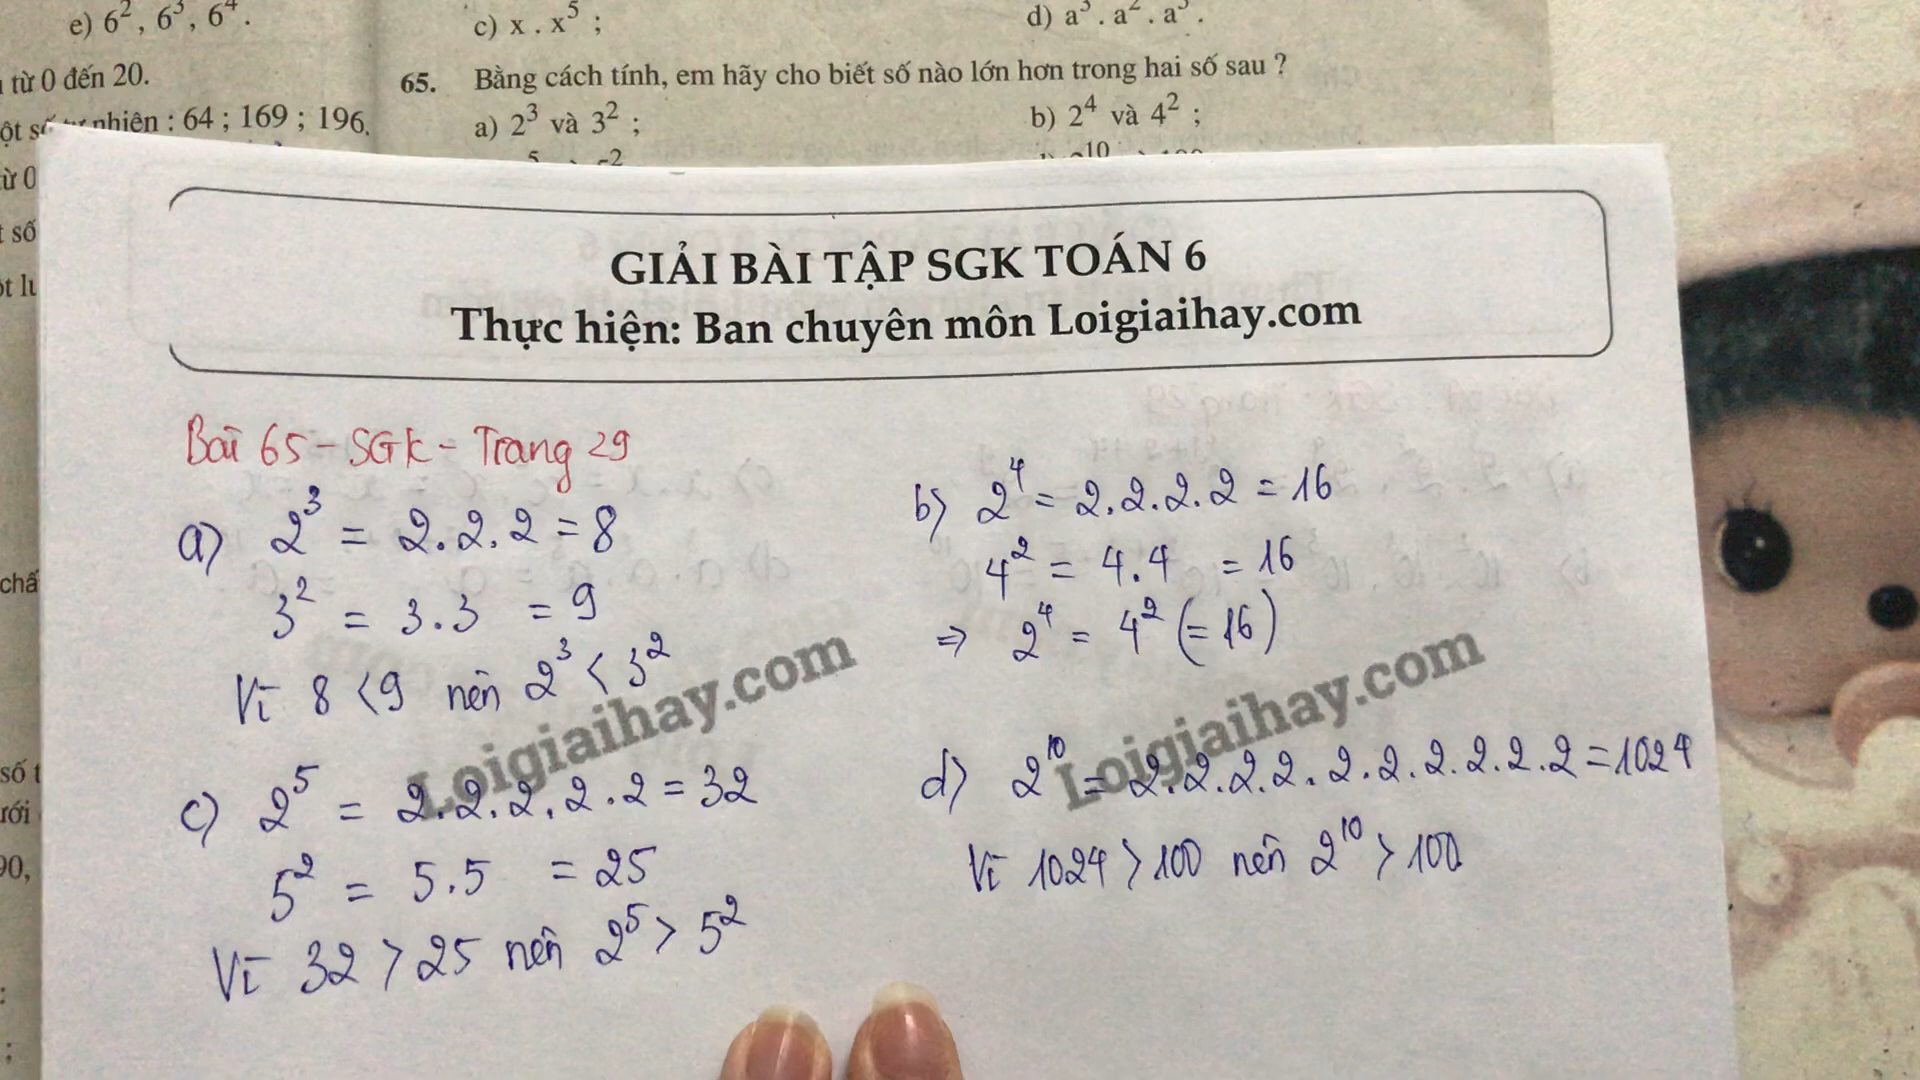 e) 6², 6³, 6⁴.
c) x . x⁵ ;
d) a³ . a² . a⁵ .
từ 0 đến 20.
65. Bằng cách tính, em hãy cho biết số nào lớn hơn trong hai số sau ?
nhiên : 64 ; 169 ; 196.
a) 2³ và 3² ;
b) 2⁴ và 4² ;
số
GIẢI BÀI TẬP SGK TOÁN 6
Thực hiện: Ban chuyên môn Loigiaihay.com
Bài 65 - SGK - Trang 29
a) 2³ = 2.2.2 = 8
3² = 3.3 = 9
Vì 8 < 9 nên 2³ < 3²
b) 2⁴ = 2.2.2.2 = 16
4² = 4.4 = 16
⇒ 2⁴ = 4² (= 16)
Loigiaihay.com
Loigiaihay.com
c) 2⁵ = 2.2.2.2.2 = 32
5² = 5.5 = 25
Vì 32 > 25 nên 2⁵ > 5²
d) 2¹⁰ = 2.2.2.2.2.2.2.2.2.2 = 1024
Vì 1024 > 100 nên 2¹⁰ > 100
số
90,